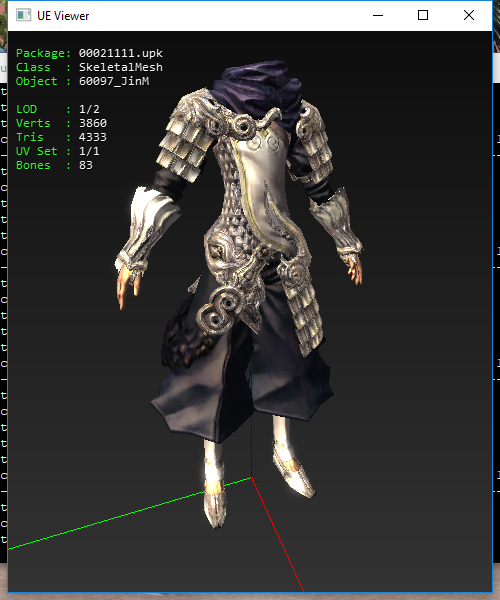 UE Viewer
Package: 00021111.upk
Class : SkeletalMesh
Object : 60097_JinM
LOD : 1/2
Verts : 3860
Tris : 4333
UV Set : 1/1
Bones : 83